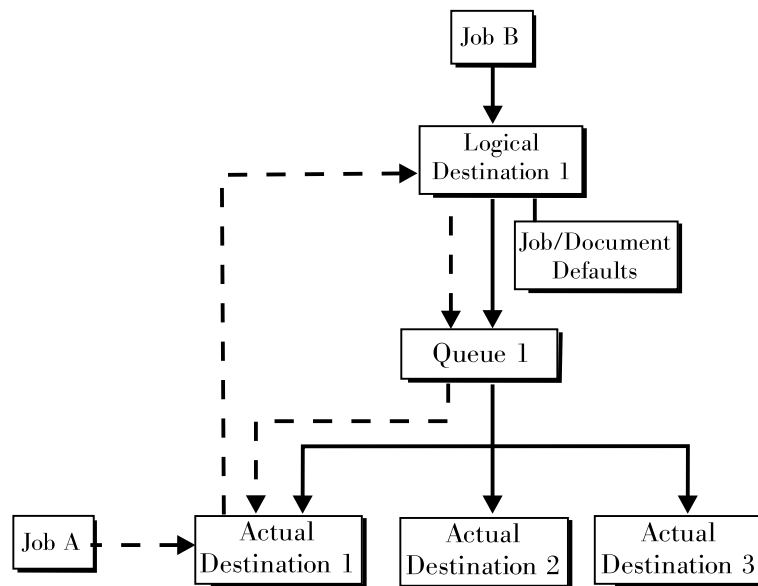 Job B
Logical
Destination 1
Job/Document
Defaults
Queue 1
Job A
Actual
Destination 1
Actual
Destination 2
Actual
Destination 3